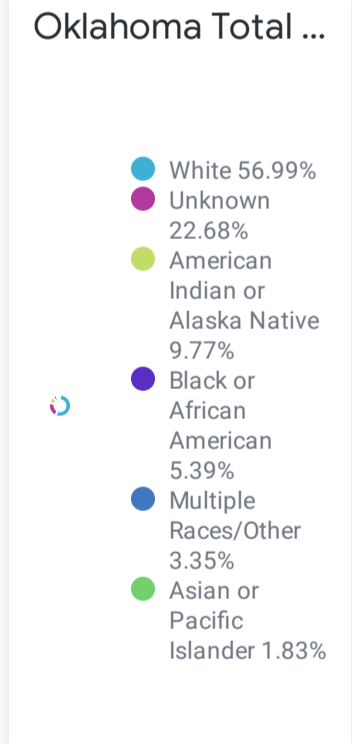 Oklahoma Total ...
White 56.99%
Unknown
22.68%
American
Indian or
Alaska Native
9.77%
Black or
African
American
5.39%
Multiple
Races/Other
3.35%
Asian or
Pacific
Islander 1.83%